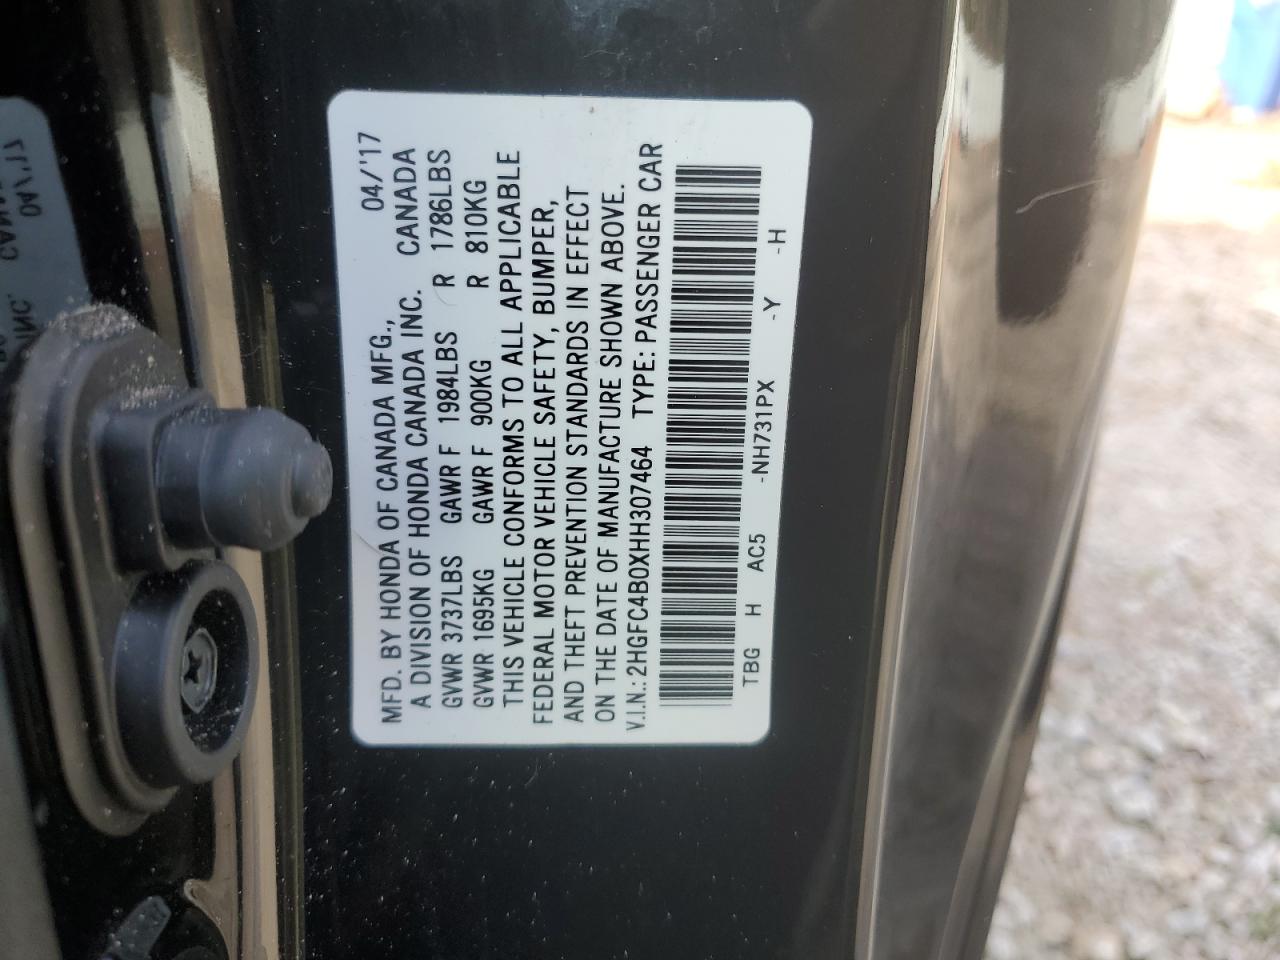 MFD. BY HONDA OF CANADA MFG., 04/'17
A DIVISION OF HONDA CANADA INC. CANADA
GVWR 3737LBS GAWR F 1984LBS R 1786LBS
GVWR 1695KG GAWR F 900KG R 810KG
THIS VEHICLE CONFORMS TO ALL APPLICABLE
FEDERAL MOTOR VEHICLE SAFETY, BUMPER,
AND THEFT PREVENTION STANDARDS IN EFFECT
ON THE DATE OF MANUFACTURE SHOWN ABOVE.
V.I.N.: 2HGFC4B0XHH307464 TYPE: PASSENGER CAR
TBG H AC5 -NH731PX -Y -H